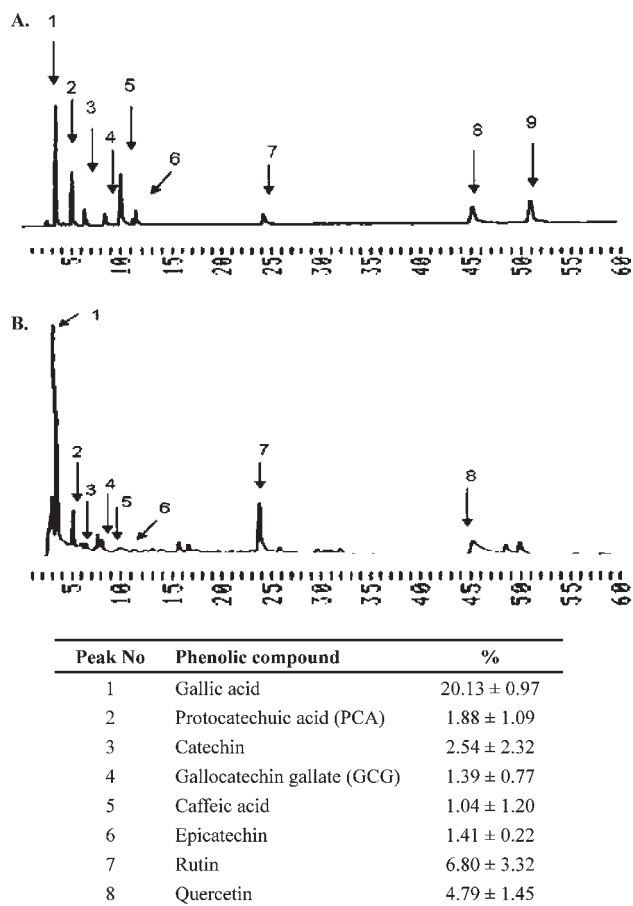 A.
1
2
3
4
5
6
7
8
9
5 10 15 20 25 30 35 40 45 50 55 60
B.
1
2
3
4
5
6
7
8
5 10 15 20 25 30 35 40 45 50 55 60
Peak No Phenolic compound %
1 Gallic acid 20.13 ± 0.97
2 Protocatechuic acid (PCA) 1.88 ± 1.09
3 Catechin 2.54 ± 2.32
4 Gallocatechin gallate (GCG) 1.39 ± 0.77
5 Caffeic acid 1.04 ± 1.20
6 Epicatechin 1.41 ± 0.22
7 Rutin 6.80 ± 3.32
8 Quercetin 4.79 ± 1.45